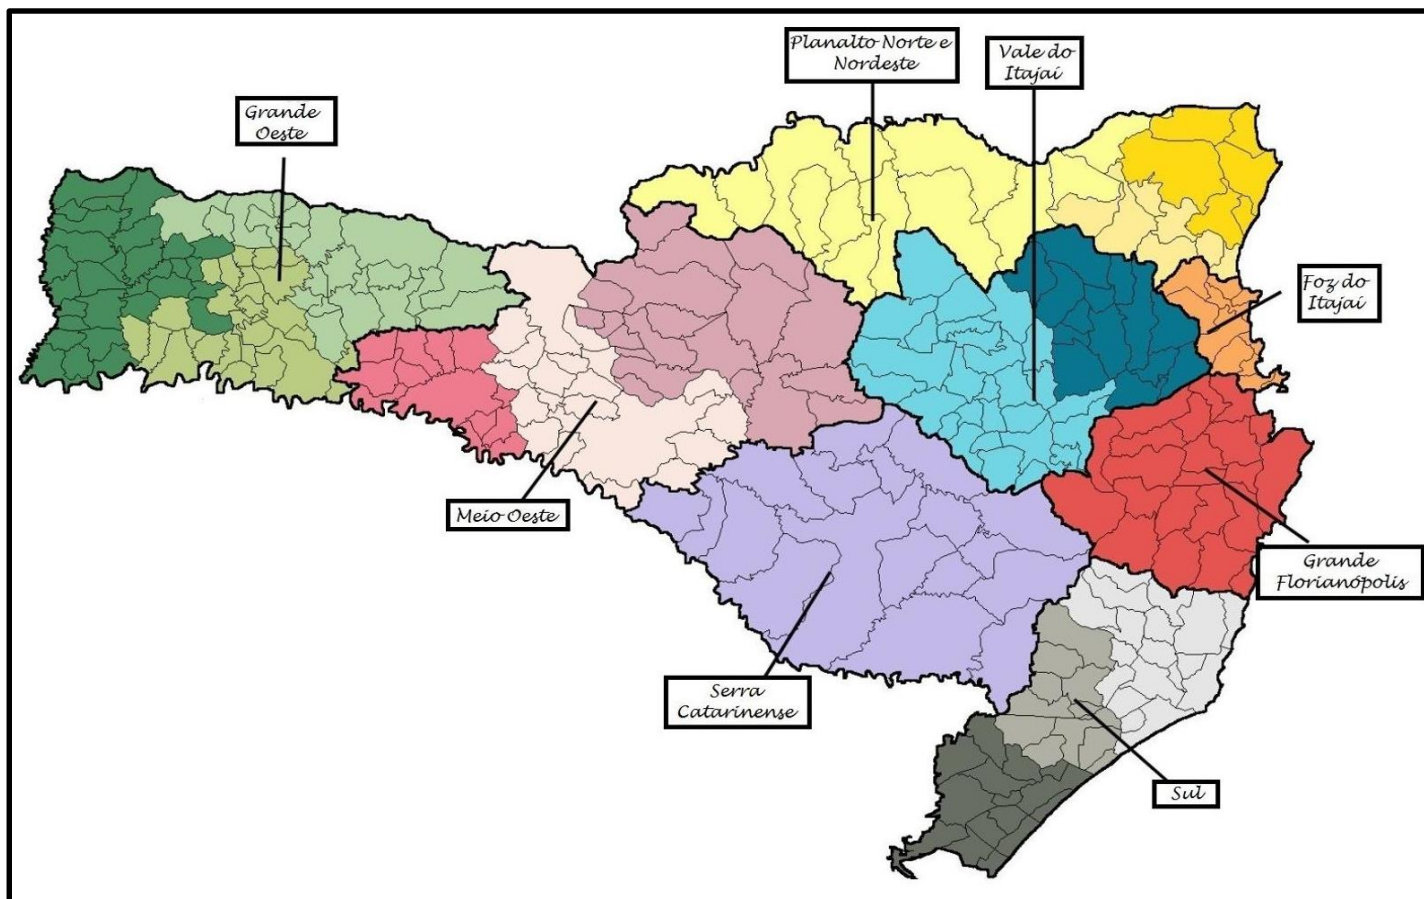 Planalto Norte e
Nordeste
Vale do
Itajaí
Grande
Oeste
Foz do
Itajaí
Meio Oeste
Grande
Florianópolis
Serra
Catarinense
Sul